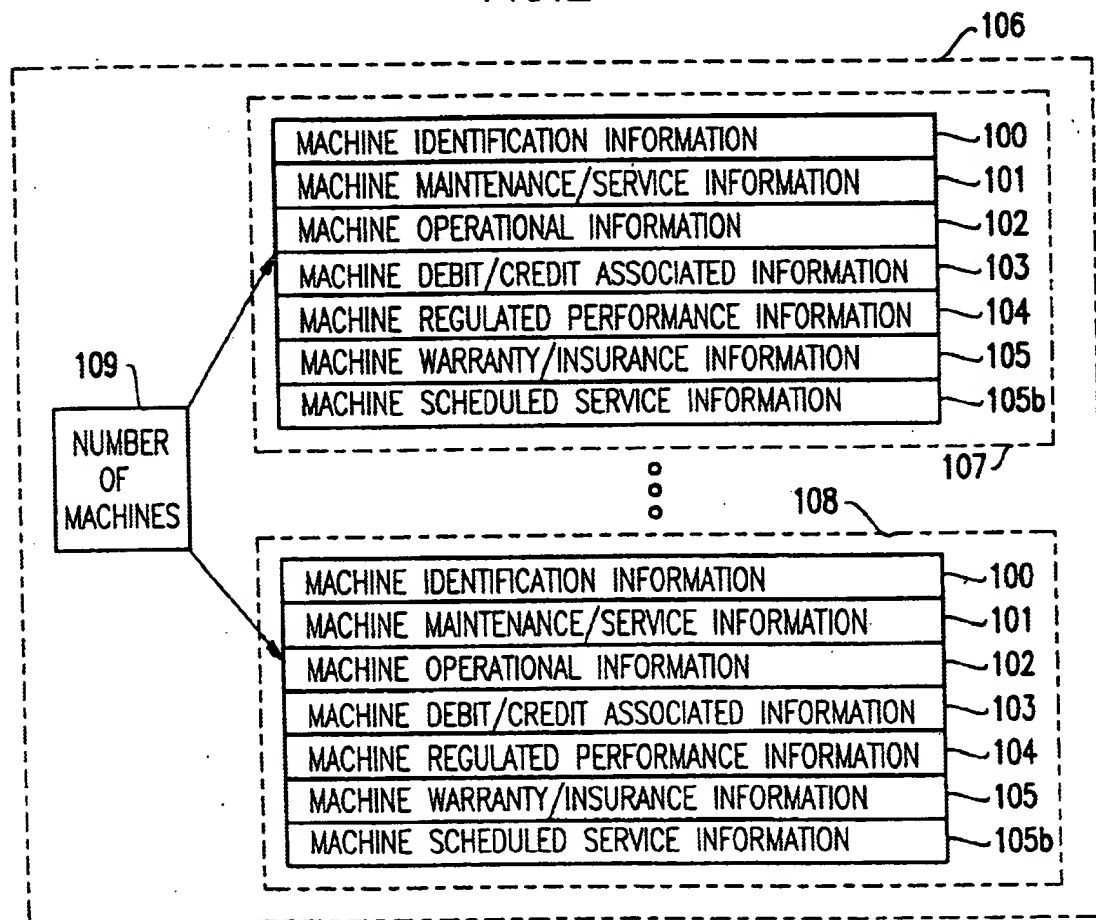 106
MACHINE IDENTIFICATION INFORMATION 100
MACHINE MAINTENANCE/SERVICE INFORMATION 101
MACHINE OPERATIONAL INFORMATION 102
MACHINE DEBIT/CREDIT ASSOCIATED INFORMATION 103
MACHINE REGULATED PERFORMANCE INFORMATION 104
MACHINE WARRANTY/INSURANCE INFORMATION 105
MACHINE SCHEDULED SERVICE INFORMATION 105b
107
109
NUMBER
OF
MACHINES
108
MACHINE IDENTIFICATION INFORMATION 100
MACHINE MAINTENANCE/SERVICE INFORMATION 101
MACHINE OPERATIONAL INFORMATION 102
MACHINE DEBIT/CREDIT ASSOCIATED INFORMATION 103
MACHINE REGULATED PERFORMANCE INFORMATION 104
MACHINE WARRANTY/INSURANCE INFORMATION 105
MACHINE SCHEDULED SERVICE INFORMATION 105b